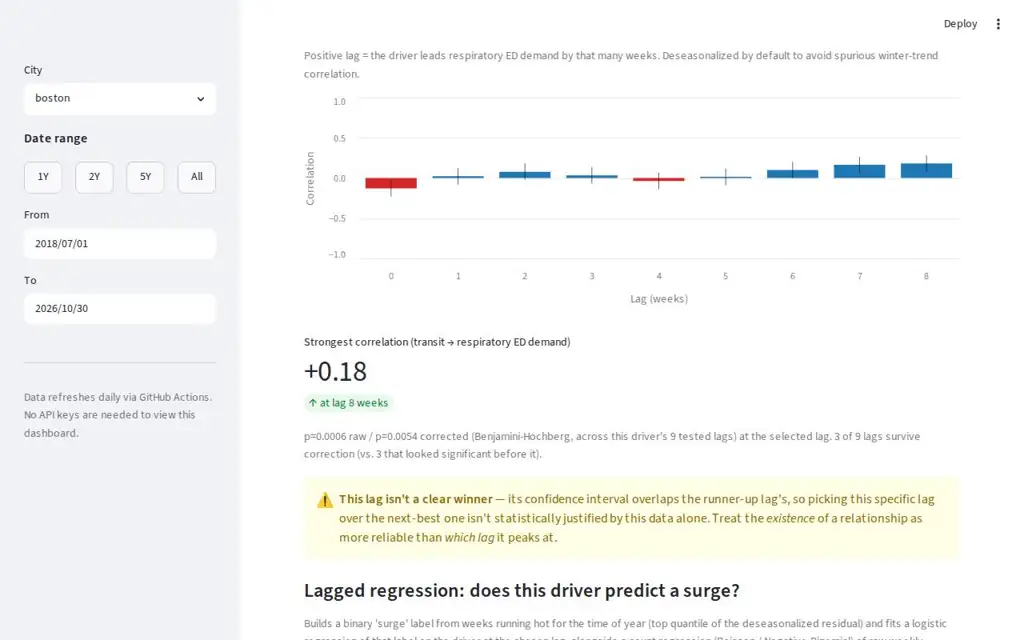 Deploy
City
boston
Date range
1Y
2Y
5Y
All
From
2018/07/01
To
2026/10/30
Data refreshes daily via GitHub Actions.
No API keys are needed to view this
dashboard.
Positive lag = the driver leads respiratory ED demand by that many weeks. Deseasonalized by default to avoid spurious winter-trend
correlation.
1.0
0.5
0.0
−0.5
−1.0
Correlation
0 1 2 3 4 5 6 7 8
Lag (weeks)
Strongest correlation (transit → respiratory ED demand)
+0.18
↑ at lag 8 weeks
p=0.0006 raw / p=0.0054 corrected (Benjamini-Hochberg, across this driver's 9 tested lags) at the selected lag. 3 of 9 lags survive
correction (vs. 3 that looked significant before it).
This lag isn't a clear winner — its confidence interval overlaps the runner-up lag's, so picking this specific lag
over the next-best one isn't statistically justified by this data alone. Treat the existence of a relationship as
more reliable than which lag it peaks at.
Lagged regression: does this driver predict a surge?
Builds a binary 'surge' label from weeks running hot for the time of year (top quantile of the deseasonalized residual) and fits a logistic